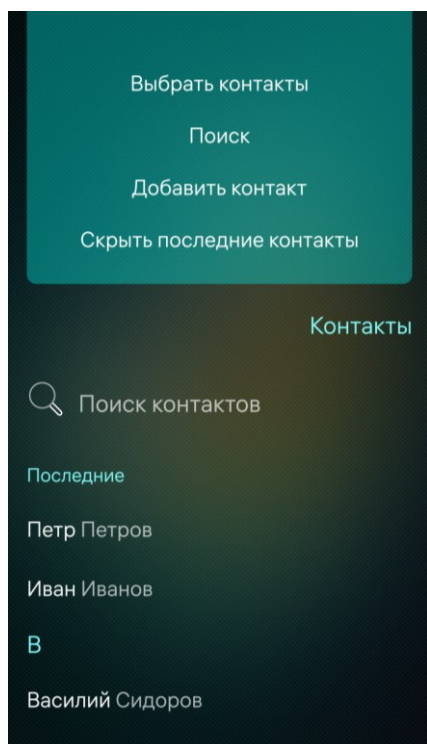 Выбрать контакты
Поиск
Добавить контакт
Скрыть последние контакты
Контакты
Поиск контактов
Последние
Петр Петров
Иван Иванов
В
Василий Сидоров